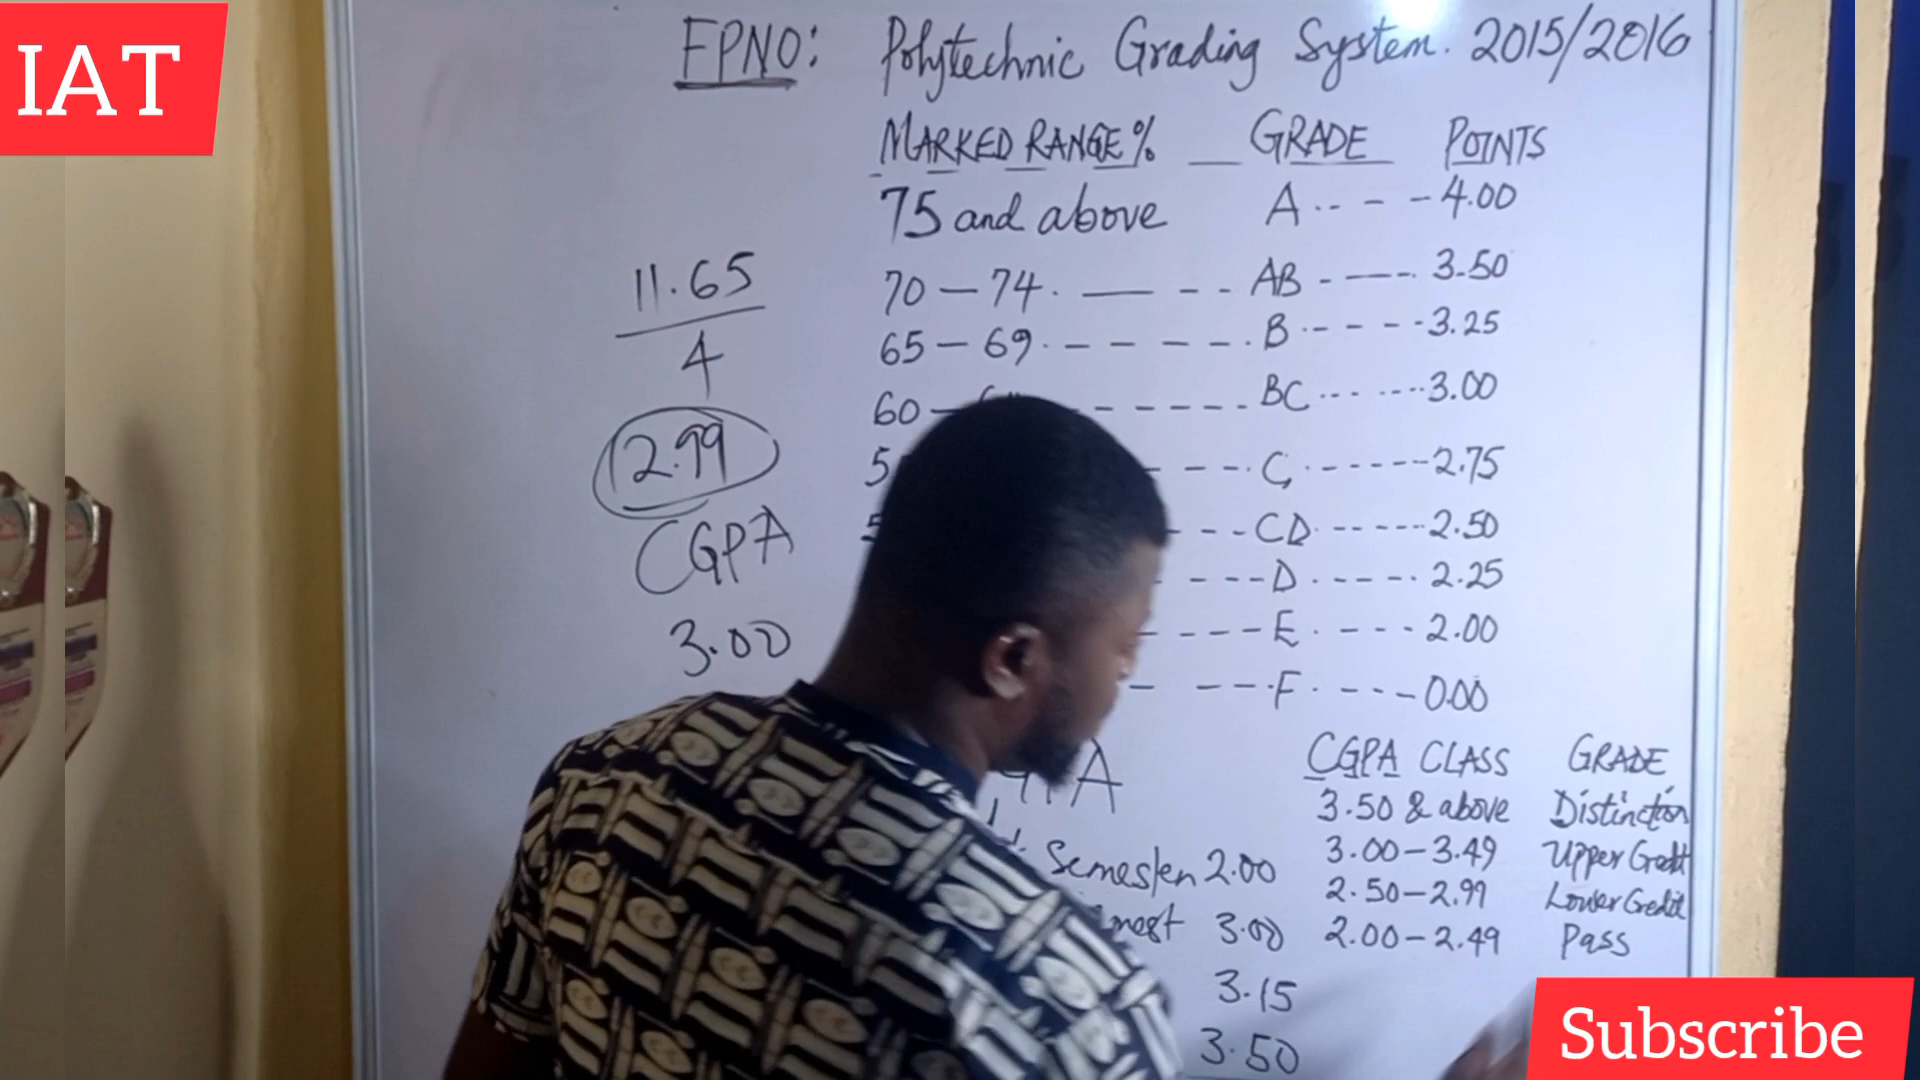 IAT
FPNO: Polytechnic Grading System. 2015/2016
MARKED RANGE % GRADE POINTS
75 and above A 4.00
70 - 74 AB 3.50
65 - 69 B 3.25
60 - BC 3.00
5 C 2.75
5 CD 2.50
D 2.25
E 2.00
F 0.00
11.65
4
2.99
CGPA
3.00
Semester 2.00
3.00
3.15
3.50
CGPA CLASS GRADE
3.50 & above Distinction
3.00 - 3.49 Upper Credit
2.50 - 2.99 Lower Credit
2.00 - 2.49 Pass
Subscribe